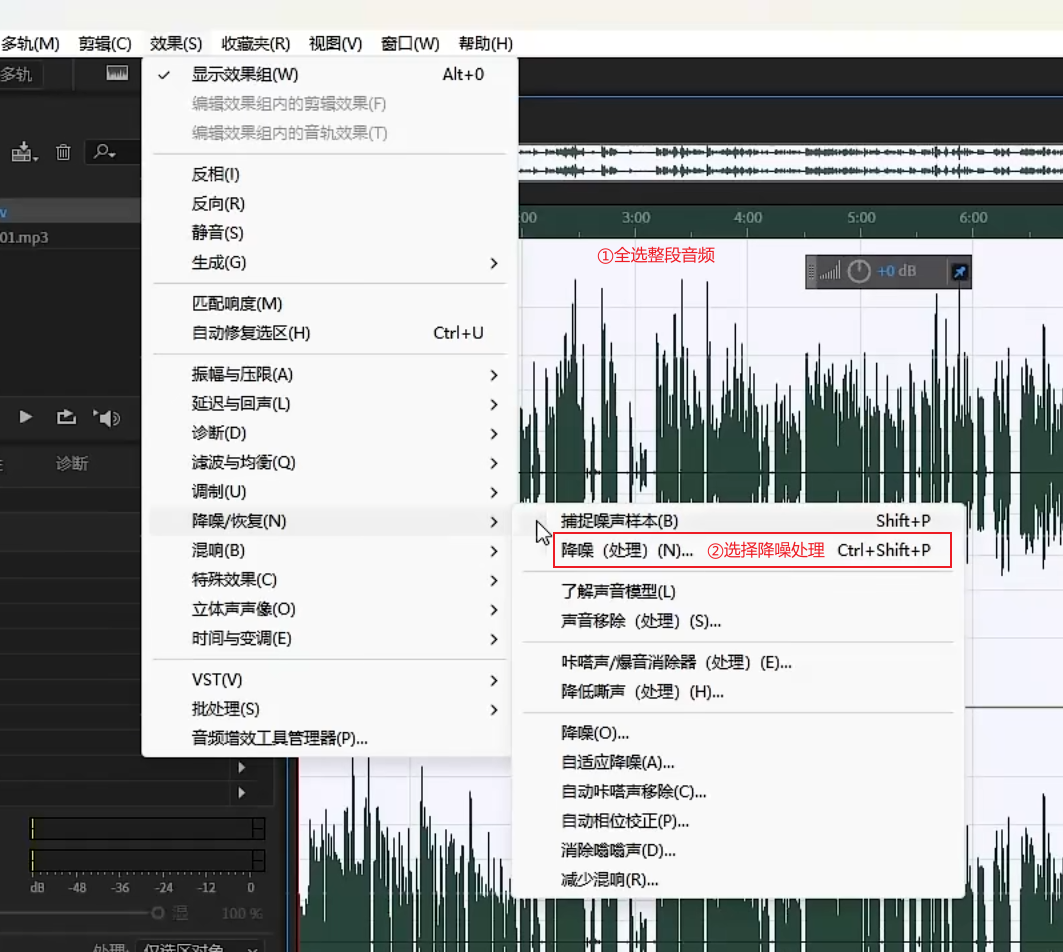 多轨(M) 剪辑(C) 效果(S) 收藏夹(R) 视图(V) 窗口(W) 帮助(H)
多轨
显示效果组(W) Alt+0
编辑效果组内的剪辑效果(F)
编辑效果组内的音轨效果(T)
反相(I)
反向(R)
静音(S)
生成(G)
匹配响度(M)
自动修复选区(H) Ctrl+U
振幅与压限(A)
延迟与回声(L)
诊断(D)
滤波与均衡(Q)
调制(U)
降噪/恢复(N)
混响(B)
特殊效果(C)
立体声声像(O)
时间与变调(E)
VST(V)
批处理(S)
音频增效工具管理器(P)...
01.mp3
诊断
:00 3:00 4:00 5:00 6:00
①全选整段音频
+0 dB
捕捉噪声样本(B) Shift+P
降噪（处理）(N)... ②选择降噪处理 Ctrl+Shift+P
了解声音模型(L)
声音移除（处理）(S)...
咔嗒声/爆音消除器（处理）(E)...
降低嘶声（处理）(H)...
降噪(O)...
自适应降噪(A)...
自动咔嗒声移除(C)...
自动相位校正(P)...
消除嗡嗡声(D)...
减少混响(R)...
dB -48 -36 -24 -12 0
湿 100 %
处理: 仅选区对象